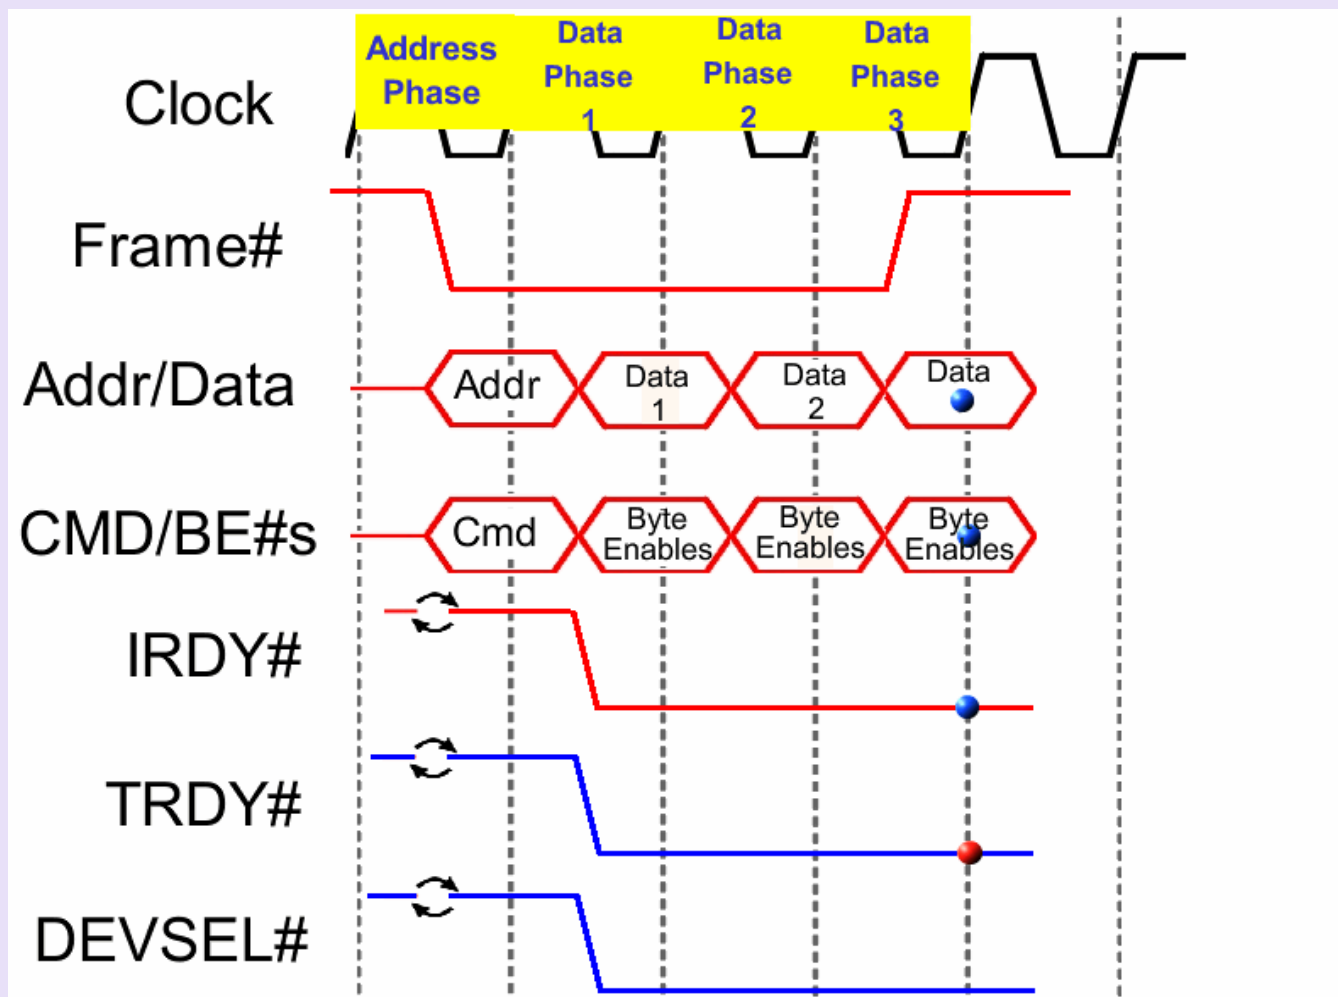 Address
Phase
Data
Phase
1
Data
Phase
2
Data
Phase
3
Clock
Frame#
Addr/Data
Addr
Data
1
Data
2
Data
CMD/BE#s
Cmd
Byte
Enables
Byte
Enables
Byte
Enables
IRDY#
TRDY#
DEVSEL#